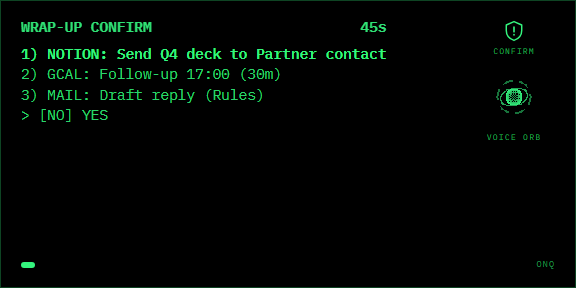 WRAP-UP CONFIRM 45s
1) NOTION: Send Q4 deck to Partner contact
2) GCAL: Follow-up 17:00 (30m)
3) MAIL: Draft reply (Rules)
> [NO] YES
CONFIRM
VOICE ORB
ONQ